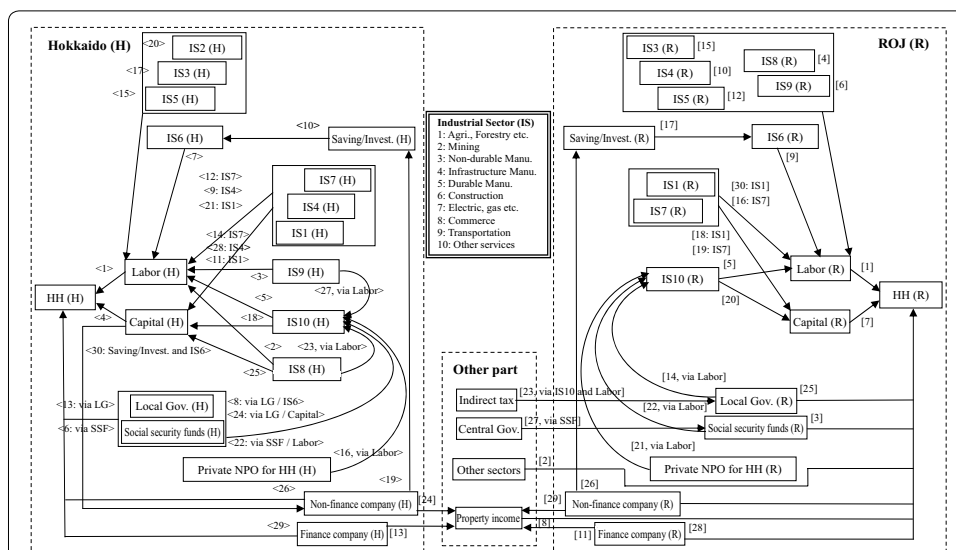 Hokkaido (H)
<20>
IS2 (H)
<17>
IS3 (H)
<15>
IS5 (H)
IS6 (H)
<10>
Saving/Invest. (H)
<7>
<12: IS7>
<9: IS4>
<21: IS1>
IS7 (H)
IS4 (H)
IS1 (H)
<14: IS7>
<28: IS4>
<11: IS1>
<1>
Labor (H)
<3>
IS9 (H)
<27, via Labor>
HH (H)
<5>
<4>
Capital (H)
<18>
IS10 (H)
<30: Saving/Invest. and IS6>
<2>
<23, via Labor>
<25>
IS8 (H)
<13: via LG>
Local Gov. (H)
<8: via LG / IS6>
<24: via LG / Capital>
<6: via SSF>
Social security funds (H)
<22: via SSF / Labor>
<16, via Labor>
Private NPO for HH (H)
<19>
<26>
Non-finance company (H)
[24]
<29>
Finance company (H)
[13]
Industrial Sector (IS)
1: Agri., Forestry etc.
2: Mining
3: Non-durable Manu.
4: Infrastructure Manu.
5: Durable Manu.
6: Construction
7: Electric, gas etc.
8: Commerce
9: Transportation
10: Other services
Other part
Indirect tax
[23, via IS10 and Labor]
Central Gov.
[27, via SSF]
Other sectors
[2]
Property income
[8]
ROJ (R)
IS3 (R)
[15]
IS8 (R)
[4]
IS4 (R)
[10]
IS9 (R)
[6]
IS5 (R)
[12]
Saving/Invest. (R)
[17]
IS6 (R)
[9]
IS1 (R)
[30: IS1]
[16: IS7]
IS7 (R)
[18: IS1]
[19: IS7]
IS10 (R)
[5]
Labor (R)
[1]
[20]
HH (R)
Capital (R)
[7]
[14, via Labor]
Local Gov. (R)
[25]
[22, via Labor]
Social security funds (R)
[3]
[21, via Labor]
Private NPO for HH (R)
[26]
[29]
Non-finance company (R)
[11]
Finance company (R)
[28]